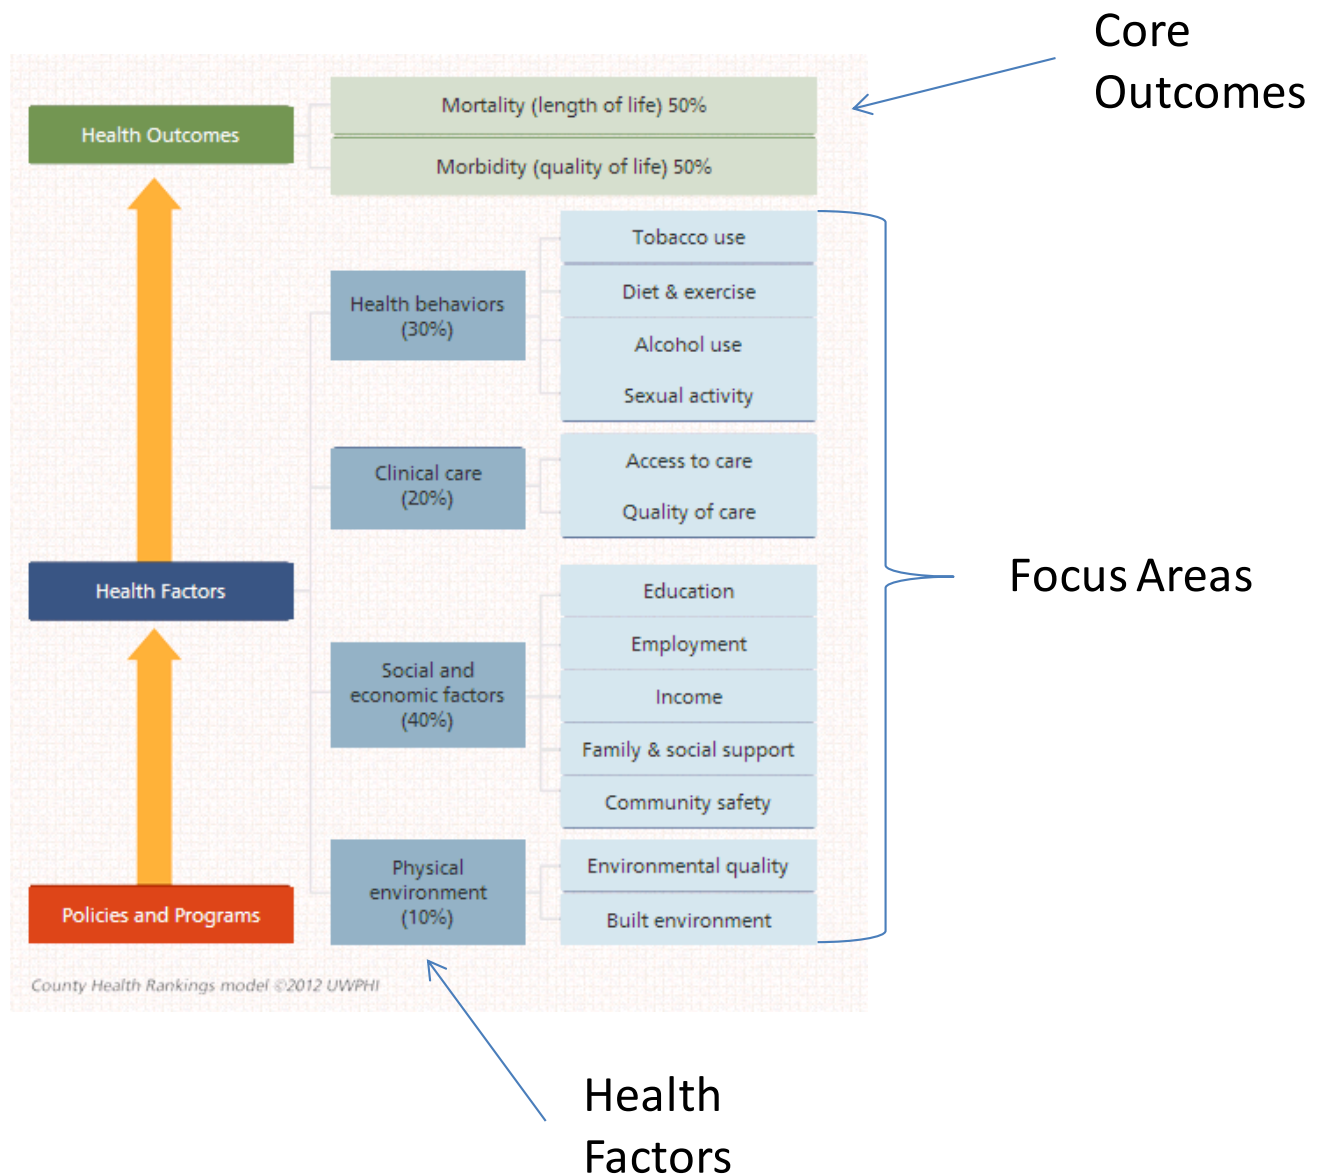 Core
Outcomes
Health Outcomes
Mortality (length of life) 50%
Morbidity (quality of life) 50%
Tobacco use
Diet & exercise
Alcohol use
Sexual activity
Health behaviors
(30%)
Clinical care
(20%)
Access to care
Quality of care
Focus Areas
Health Factors
Social and
economic factors
(40%)
Education
Employment
Income
Family & social support
Community safety
Physical
environment
(10%)
Environmental quality
Built environment
Policies and Programs
County Health Rankings model ©2012 UWPHI
Health
Factors